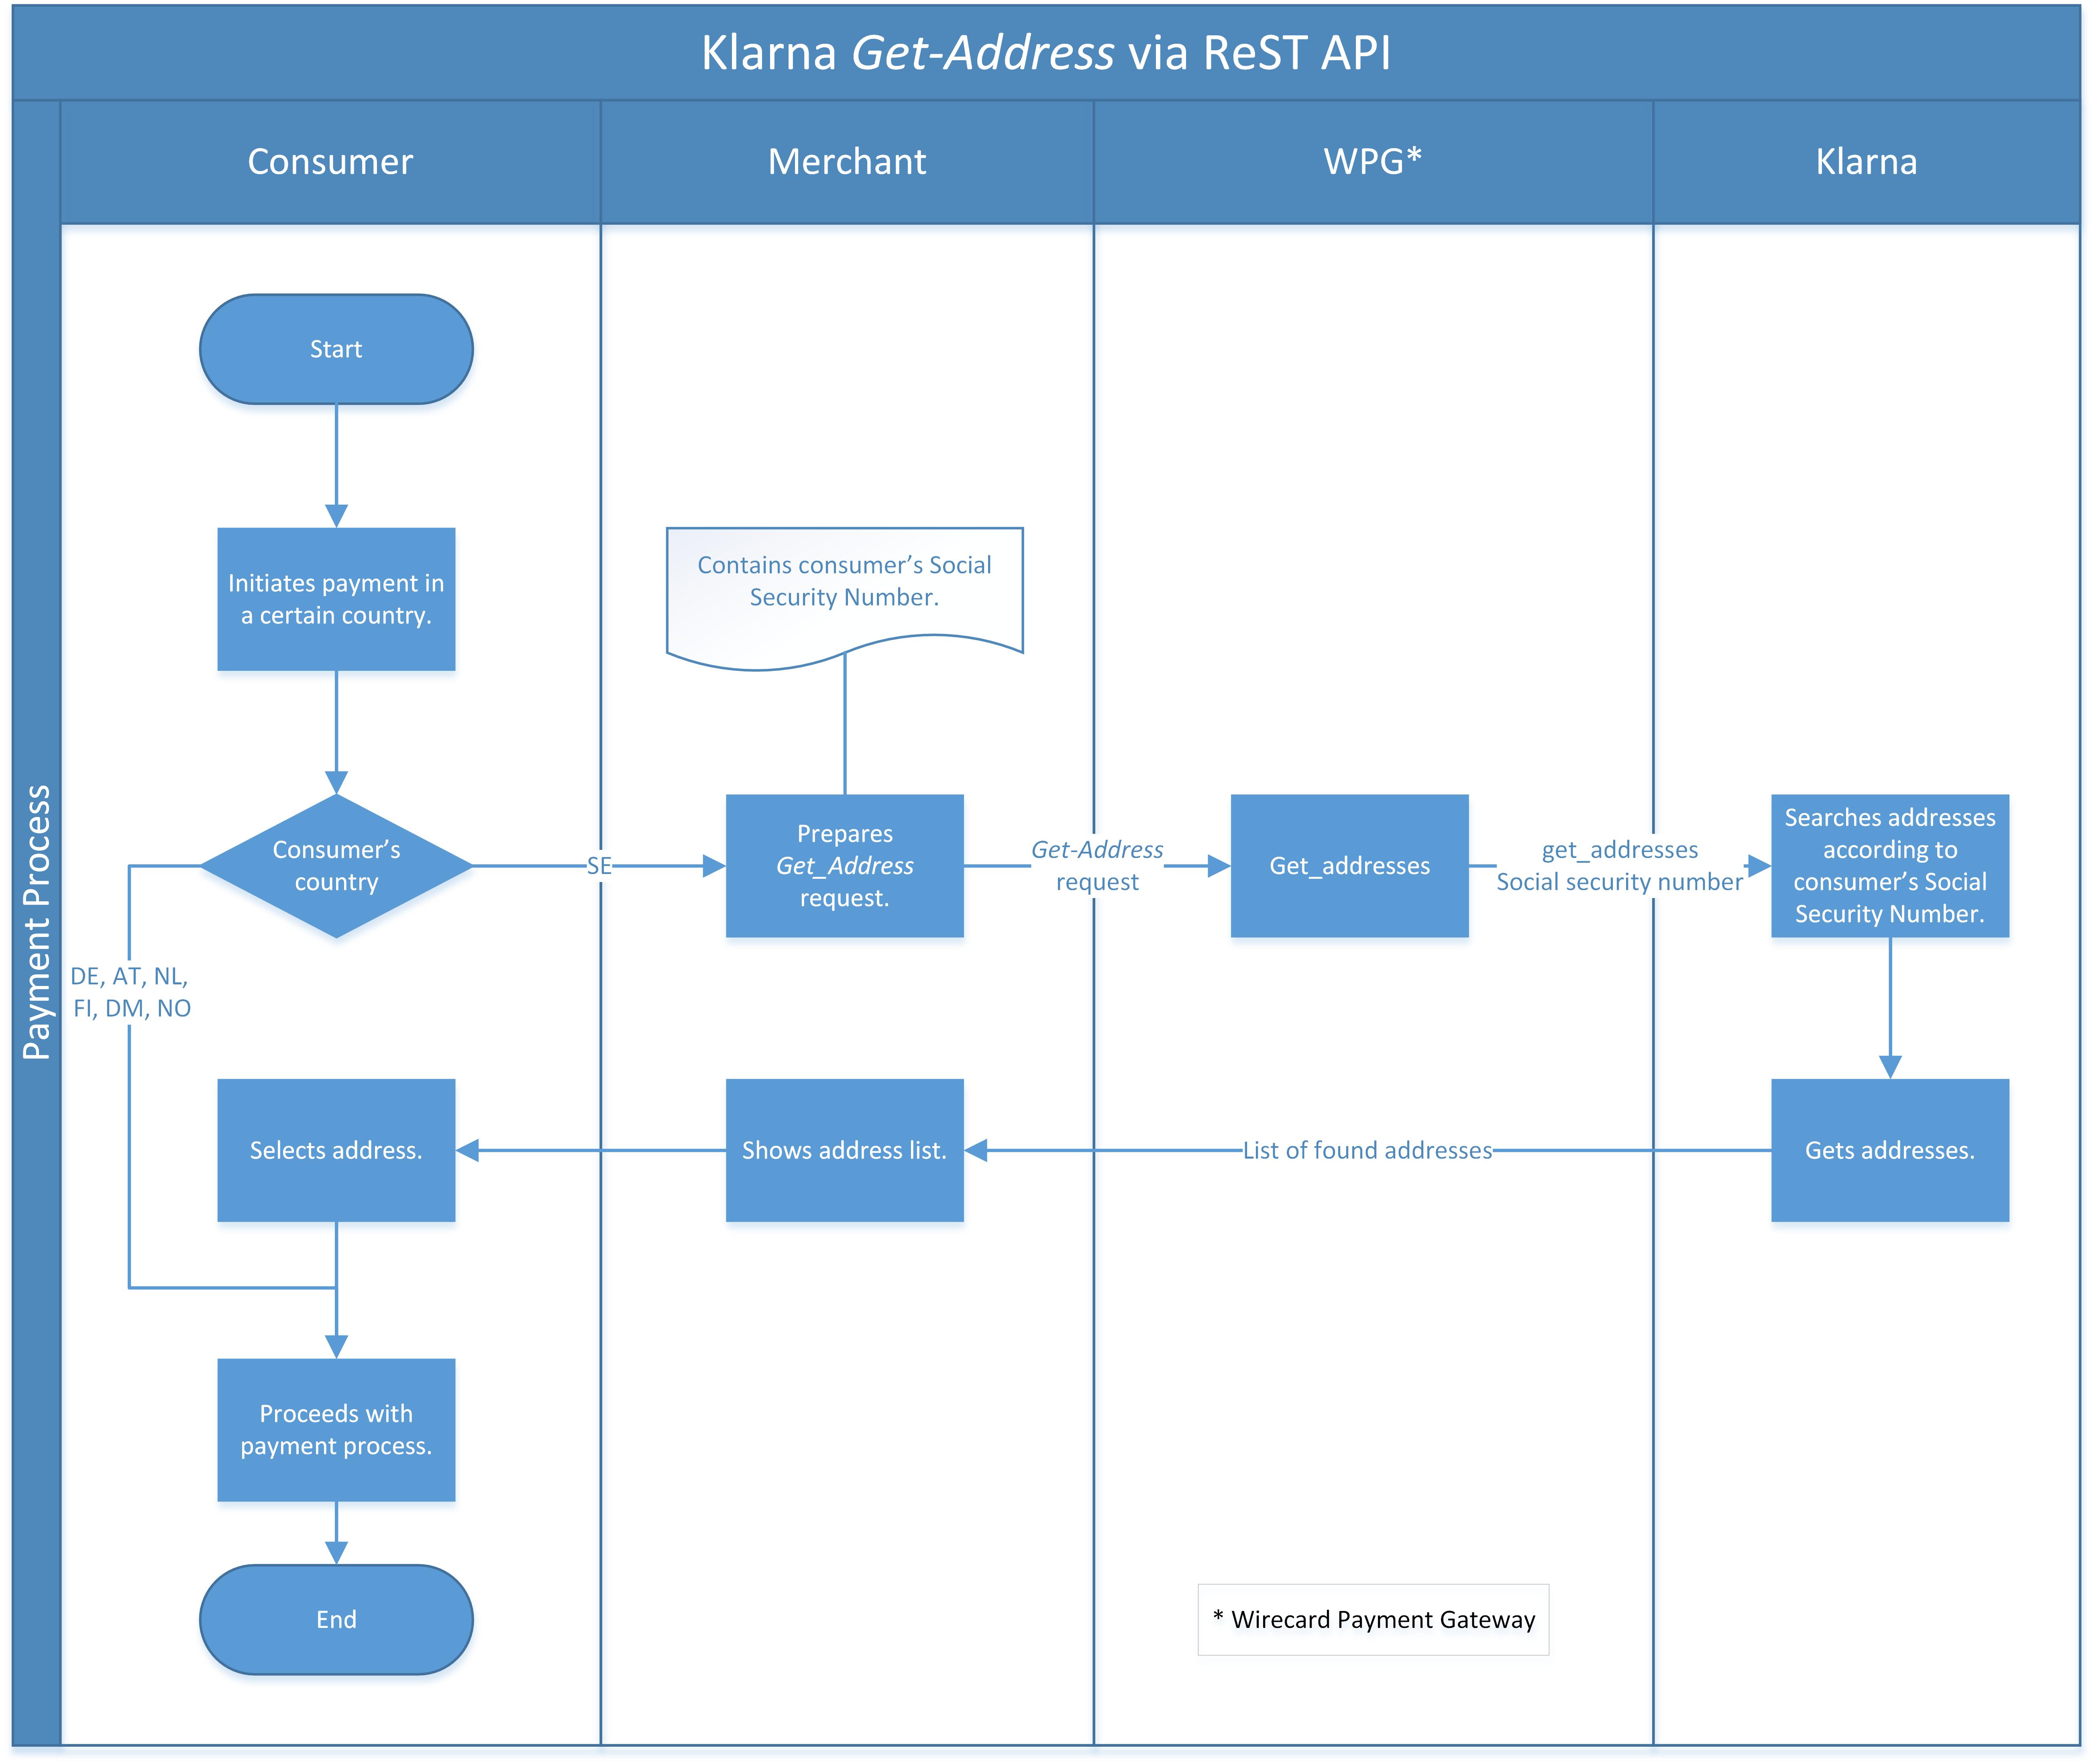 Klarna Get-Address via ReST API
Payment Process
Consumer
Merchant
WPG*
Klarna
Start
Initiates payment in
a certain country.
Contains consumer’s Social
Security Number.
Consumer’s
country
SE
Prepares
Get_Address
request.
Get-Address
request
Get_addresses
get_addresses
Social security number
Searches addresses
according to
consumer’s Social
Security Number.
DE, AT, NL,
FI, DM, NO
Selects address.
Shows address list.
List of found addresses
Gets addresses.
Proceeds with
payment process.
End
* Wirecard Payment Gateway